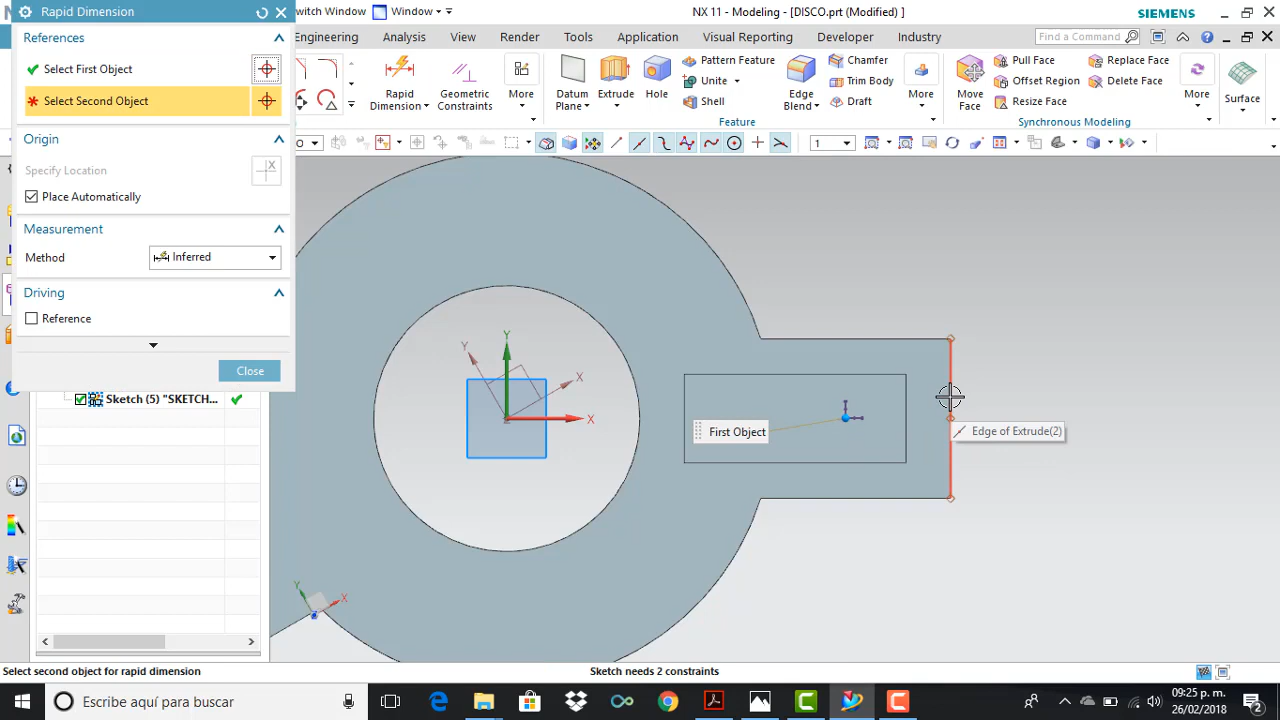 Rapid Dimension
References
Select First Object
Select Second Object
Origin
Specify Location
Place Automatically
Measurement
Method
Inferred
Driving
Reference
Close
witch Window
Window
NX 11 - Modeling - [DISCO.prt (Modified) ]
SIEMENS
Engineering Analysis View Render Tools Application Visual Reporting Developer Industry
Find a Command
Rapid
Dimension
Geometric
Constraints
More
Datum
Plane
Extrude
Hole
Pattern Feature
Unite
Shell
Edge
Blend
Chamfer
Trim Body
Draft
More
Feature
Move
Face
Pull Face
Offset Region
Resize Face
Replace Face
Delete Face
More
Synchronous Modeling
Surface
1
Y
Y
X
X
Z
First Object
Edge of Extrude(2)
Y
X
Sketch (5) "SKETCH...
Select second object for rapid dimension
Sketch needs 2 constraints
Escribe aquí para buscar
09:25 p. m.
26/02/2018
2